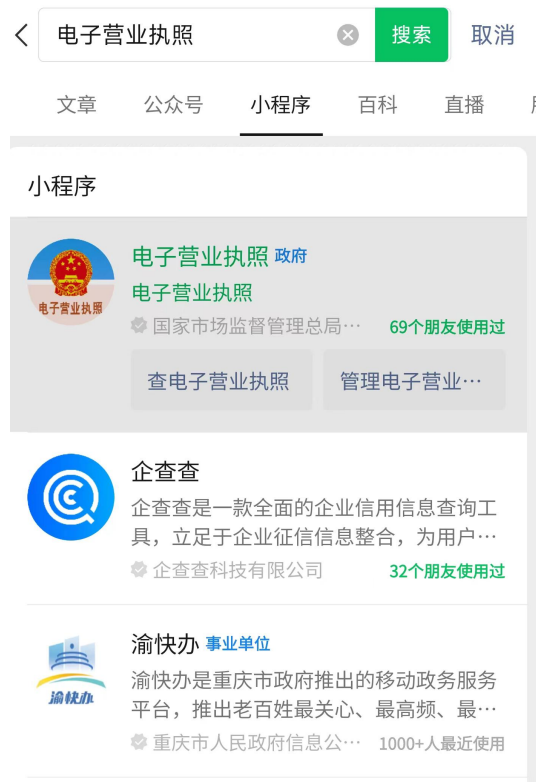 电子营业执照 搜索 取消
文章 公众号 小程序 百科 直播
小程序
电子营业执照 政府
电子营业执照
电子营业执照
国家市场监督管理总局… 69个朋友使用过
查电子营业执照 管理电子营业…
企查查
企查查是一款全面的企业信用信息查询工
具，立足于企业征信信息整合，为用户…
企查查科技有限公司 32个朋友使用过
渝快办 事业单位
渝快办是重庆市政府推出的移动政务服务
渝快办
平台，推出老百姓最关心、最高频、最…
重庆市人民政府信息公… 1000+人最近使用